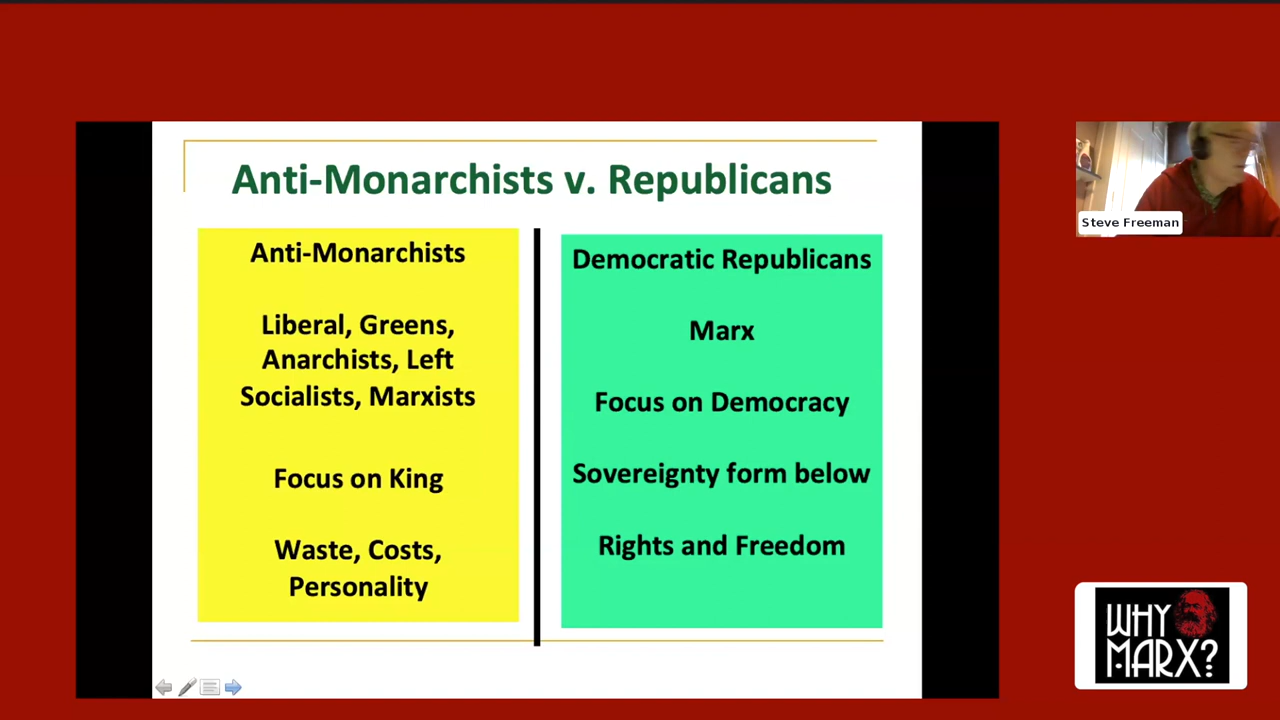 Anti-Monarchists v. Republicans
Anti-Monarchists
Liberal, Greens,
Anarchists, Left
Socialists, Marxists
Focus on King
Waste, Costs,
Personality
Democratic Republicans
Marx
Focus on Democracy
Sovereignty form below
Rights and Freedom
Steve Freeman
WHY
MARX?